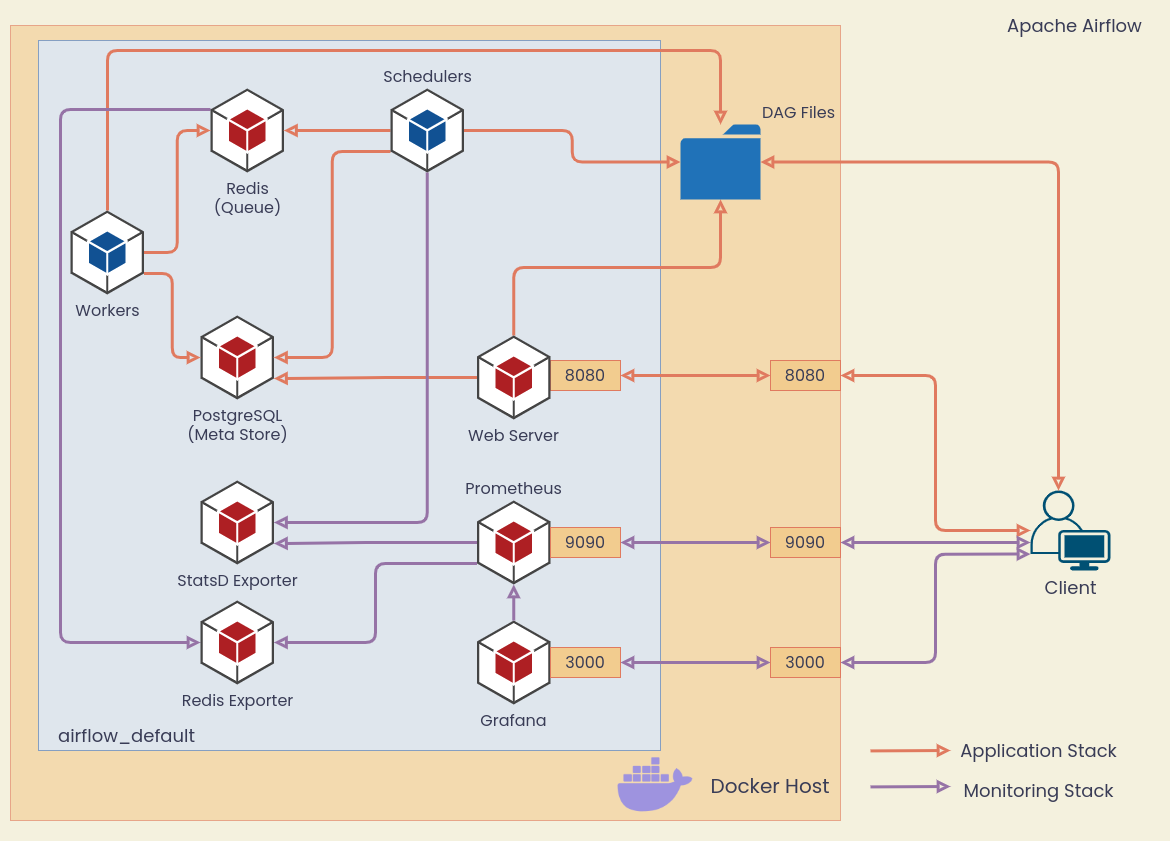 Apache Airflow
Schedulers
DAG Files
Redis
(Queue)
Workers
PostgreSQL
(Meta Store)
8080
8080
Web Server
Prometheus
9090
9090
StatsD Exporter
Client
3000
3000
Redis Exporter
Grafana
airflow_default
Docker Host
Application Stack
Monitoring Stack